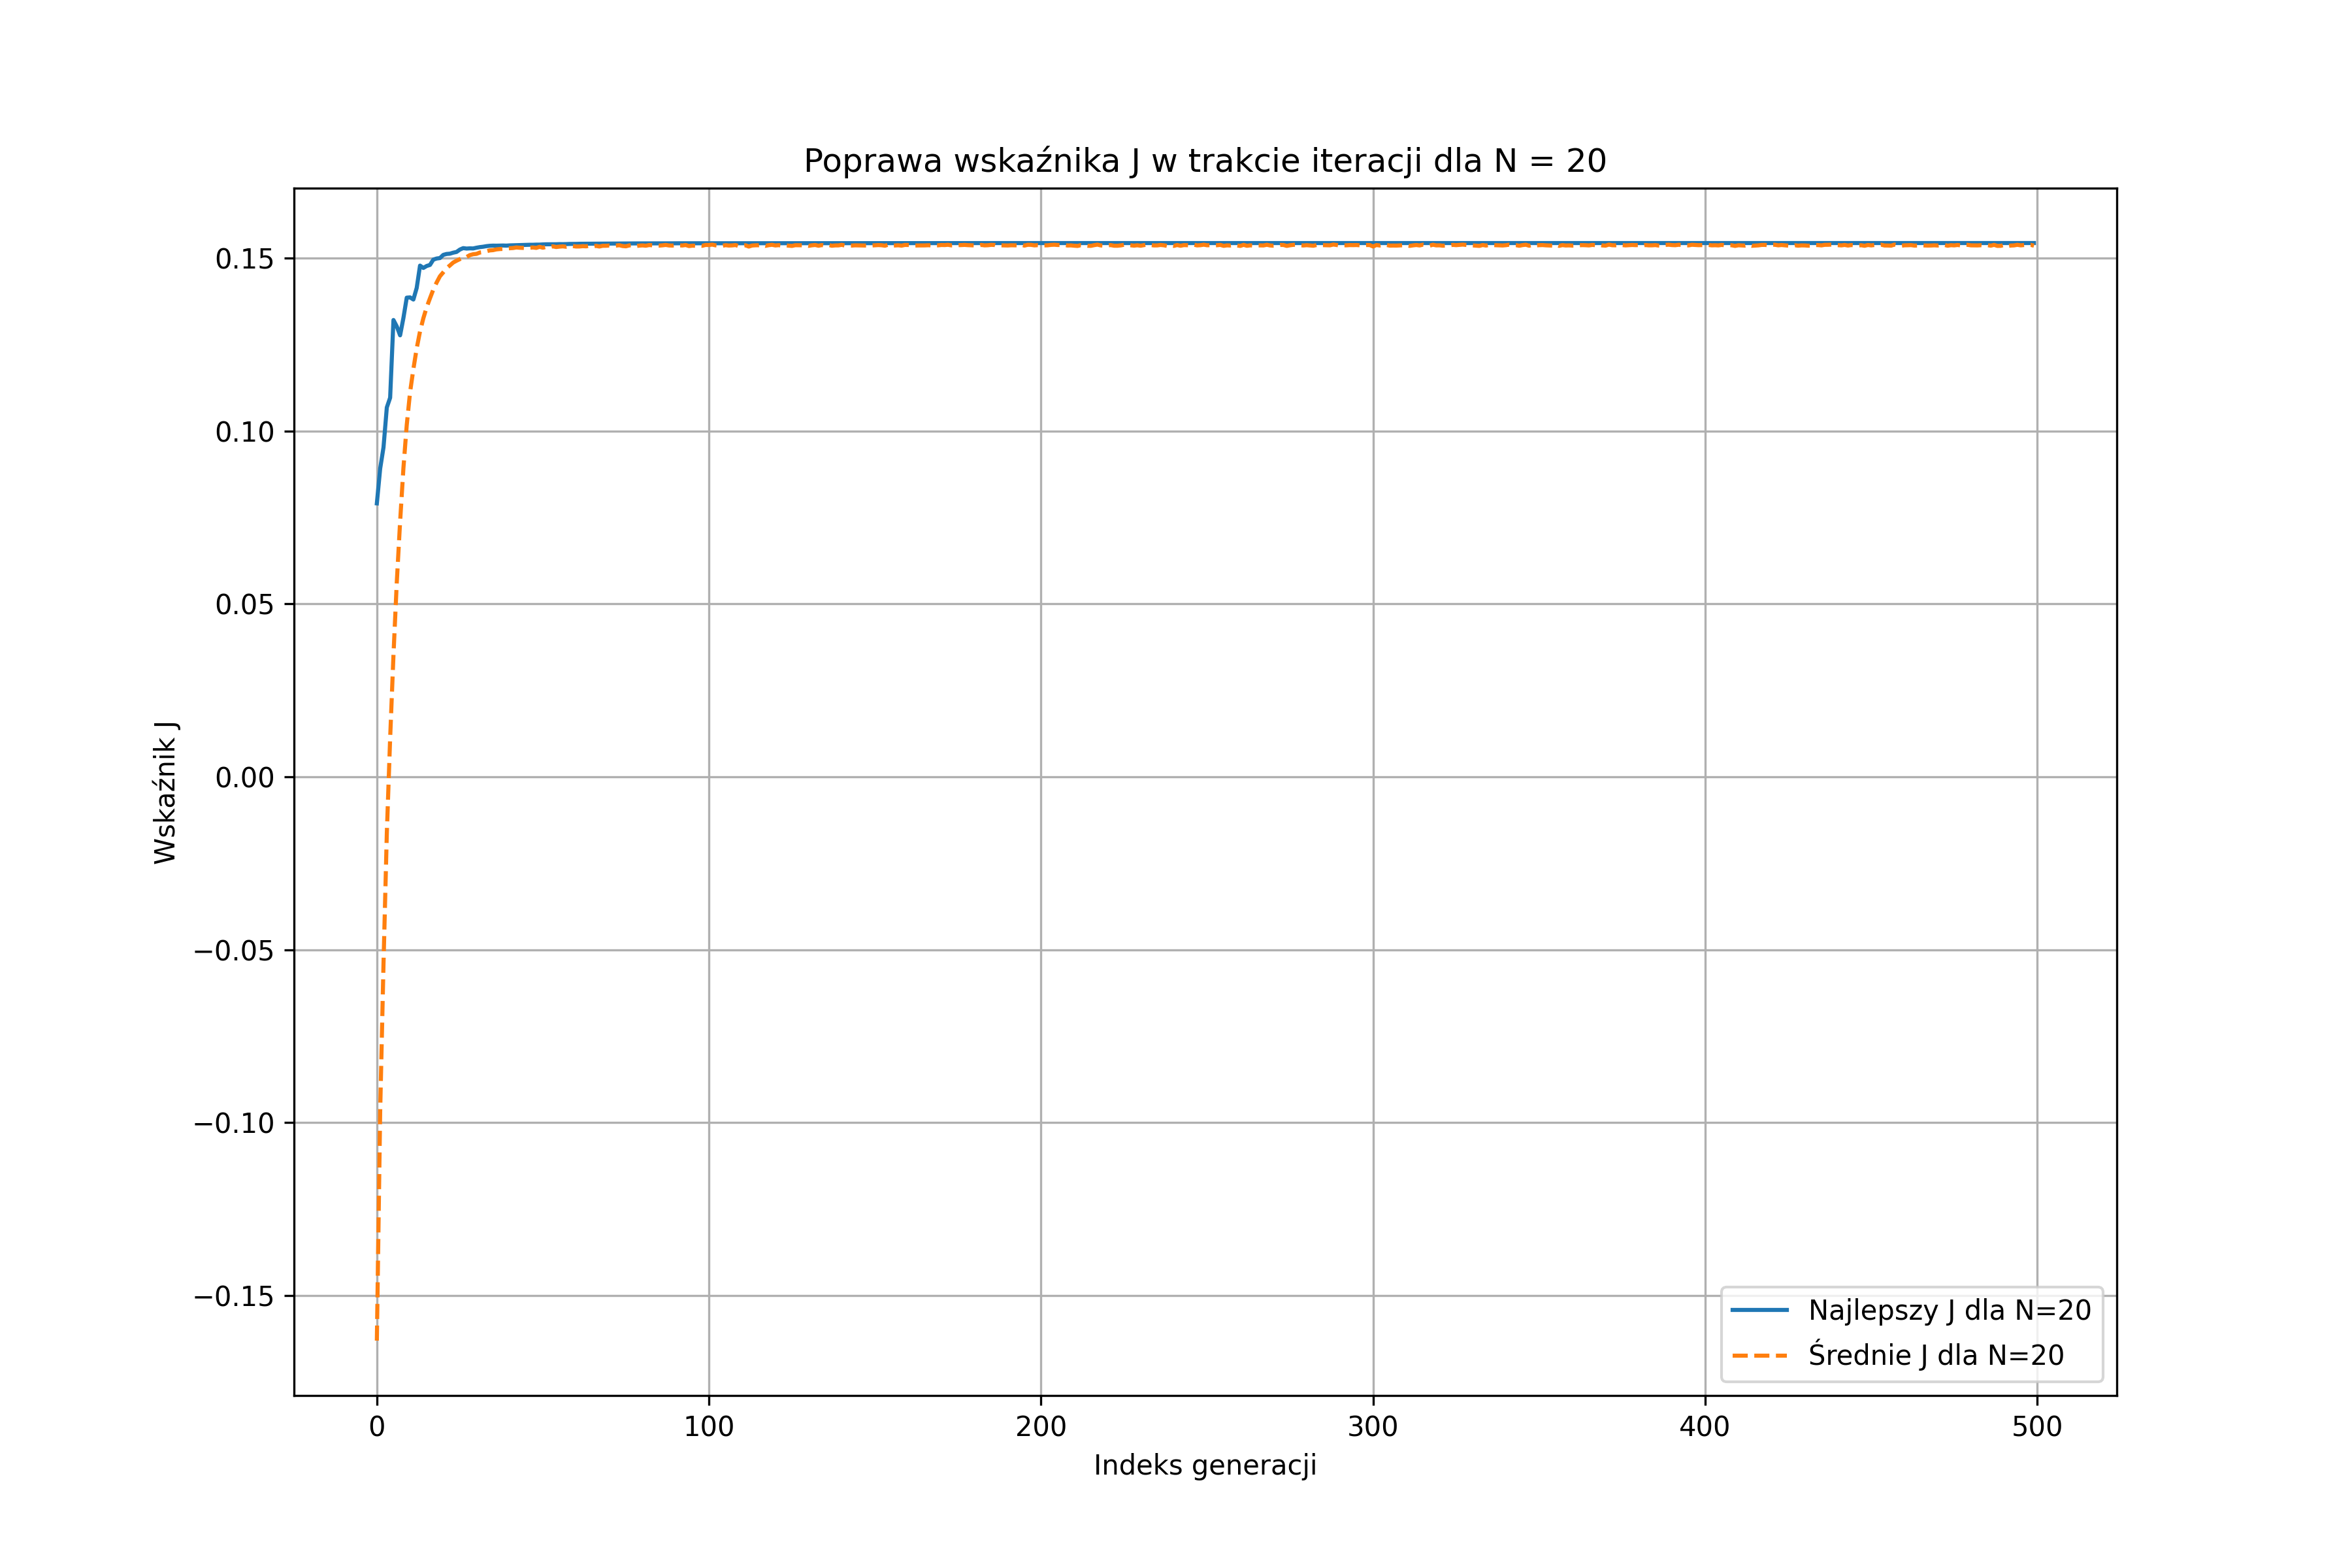 Poprawa wskaźnika J w trakcie iteracji dla N = 20
Wskaźnik J
0.15
0.10
0.05
0.00
−0.05
−0.10
−0.15
0 100 200 300 400 500
Indeks generacji
Najlepszy J dla N=20
Średnie J dla N=20